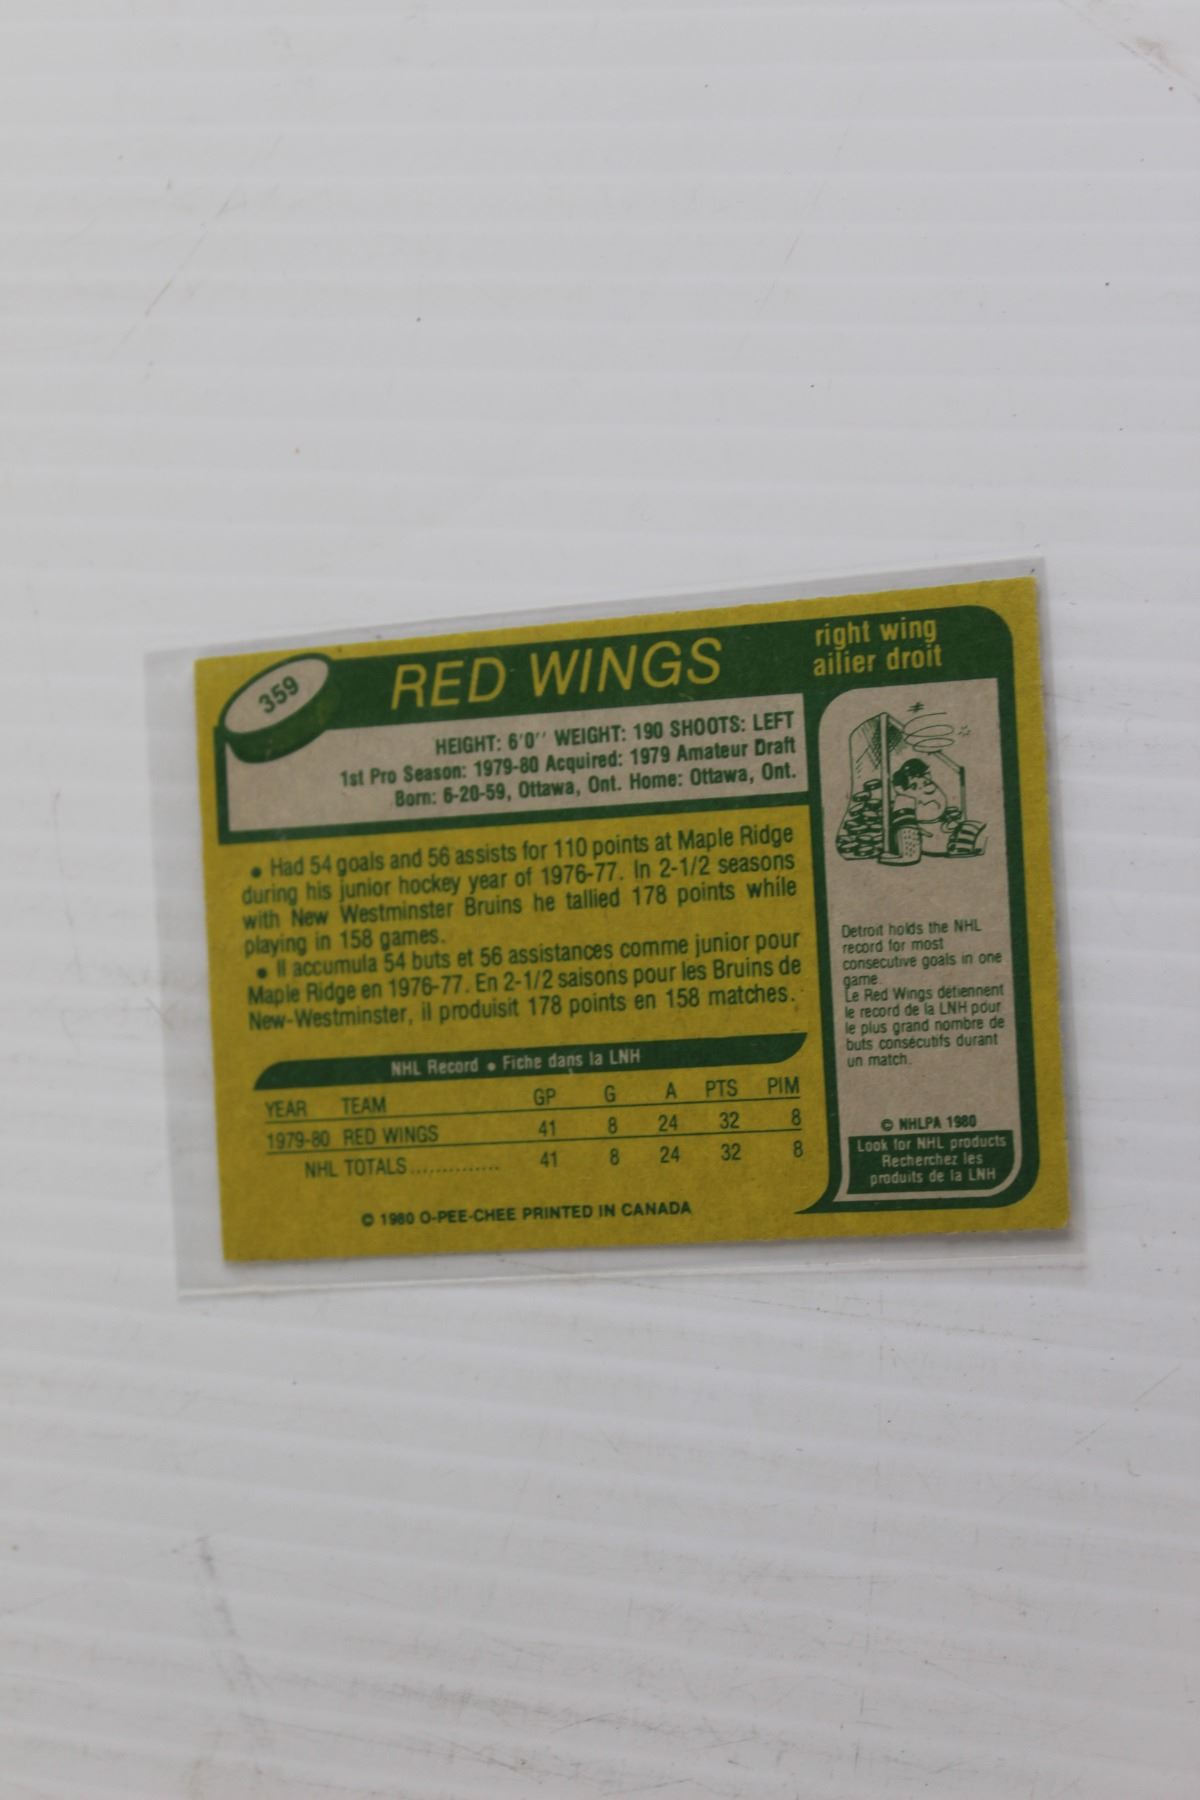 359
RED WINGS
right wing
ailier droit
HEIGHT: 6'0'' WEIGHT: 190 SHOOTS: LEFT
1st Pro Season: 1979-80 Acquired: 1979 Amateur Draft
Born: 6-20-59, Ottawa, Ont. Home: Ottawa, Ont.
• Had 54 goals and 56 assists for 110 points at Maple Ridge
during his junior hockey year of 1976-77. In 2-1/2 seasons
with New Westminster Bruins he tallied 178 points while
playing in 158 games.
• Il accumula 54 buts et 56 assistances comme junior pour
Maple Ridge en 1976-77. En 2-1/2 saisons pour les Bruins de
New-Westminster, il produisit 178 points en 158 matches.
NHL Record • Fiche dans la LNH
YEAR TEAM GP G A PTS PIM
1979-80 RED WINGS 41 8 24 32 8
NHL TOTALS.............. 41 8 24 32 8
© 1980 O-PEE-CHEE PRINTED IN CANADA
Detroit holds the NHL
record for most
consecutive goals in one
game.
Le Red Wings détiennent
le record de la LNH pour
le plus grand nombre de
buts consécutifs durant
un match.
© NHLPA 1980
Look for NHL products
Recherchez les
produits de la LNH